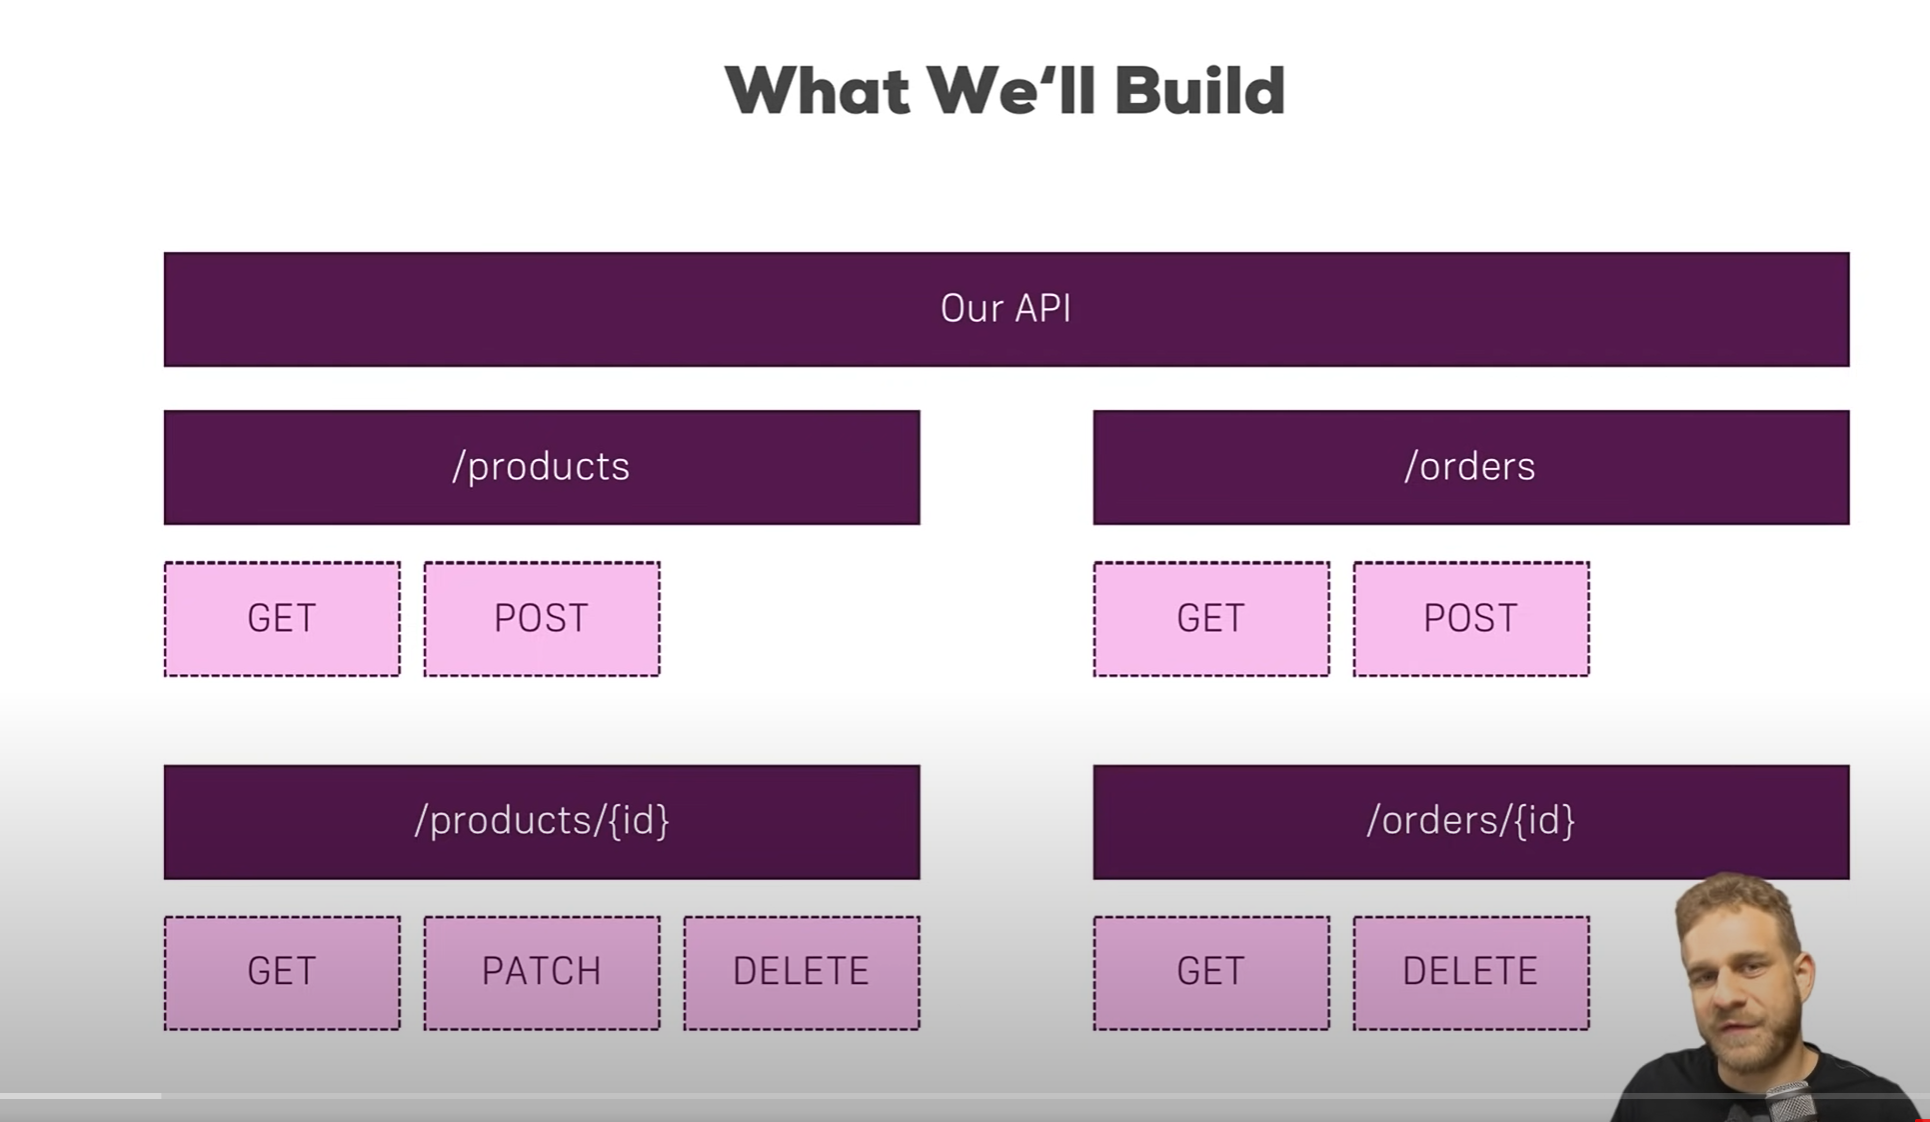 What We‘ll Build
Our API
/products
/orders
GET
POST
GET
POST
/products/{id}
/orders/{id}
GET
PATCH
DELETE
GET
DELETE